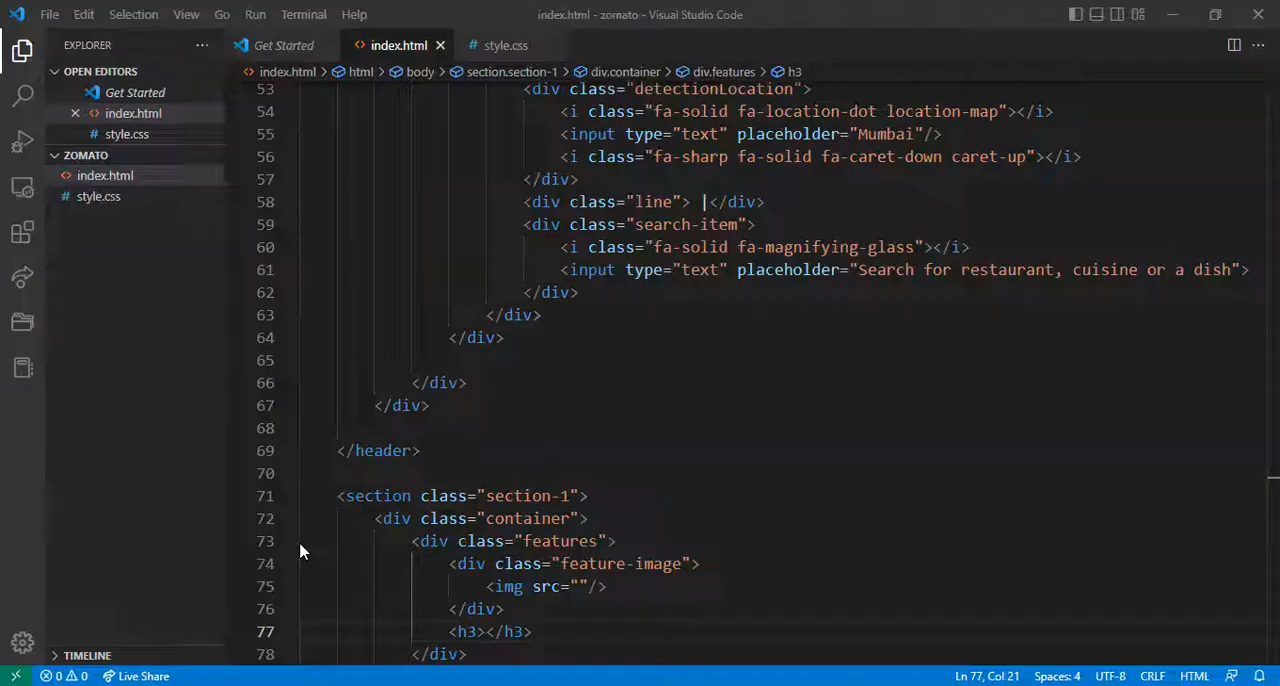 File Edit Selection View Go Run Terminal Help index.html - zomato - Visual Studio Code
EXPLORER ... Get Started index.html style.css ...
OPEN EDITORS index.html > html > body > section.section-1 > div.container > div.features > h3
Get Started
index.html
style.css
ZOMATO
index.html
style.css
53 <div class="detectionLocation">
54 <i class="fa-solid fa-location-dot location-map"></i>
55 <input type="text" placeholder="Mumbai"/>
56 <i class="fa-sharp fa-solid fa-caret-down caret-up"></i>
57 </div>
58 <div class="line"> |</div>
59 <div class="search-item">
60 <i class="fa-solid fa-magnifying-glass"></i>
61 <input type="text" placeholder="Search for restaurant, cuisine or a dish">
62 </div>
63 </div>
64 </div>
65
66 </div>
67 </div>
68
69 </header>
70
71 <section class="section-1">
72 <div class="container">
73 <div class="features">
74 <div class="feature-image">
75 <img src=""/>
76 </div>
77 <h3></h3>
78 </div>
TIMELINE
0 0 Live Share Ln 77, Col 21 Spaces: 4 UTF-8 CRLF HTML